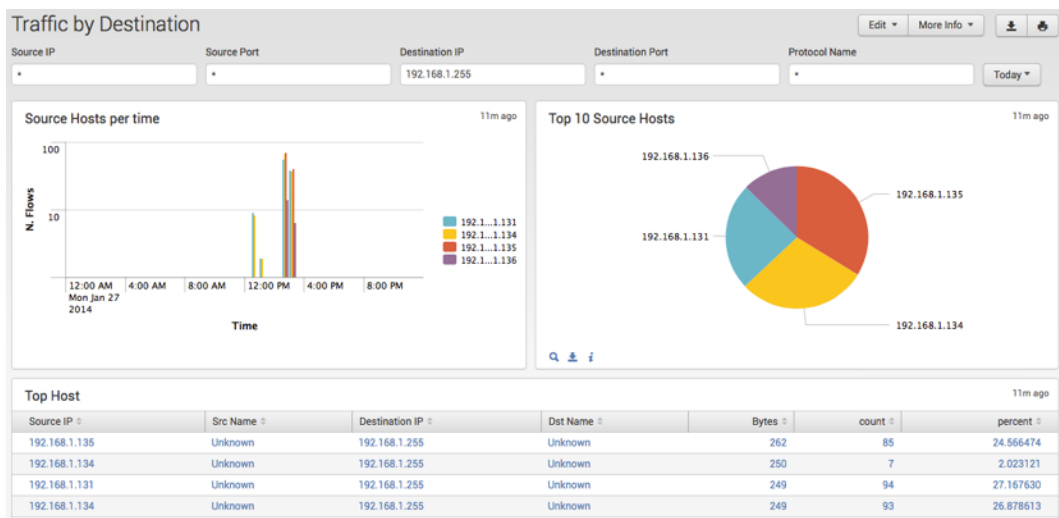 Traffic by Destination
Edit More Info
Source IP Source Port Destination IP Destination Port Protocol Name
* * 192.168.1.255 * * Today
Source Hosts per time 11m ago
100
10
N. Flows
192.1...1.131
192.1...1.134
192.1...1.135
192.1...1.136
12:00 AM 4:00 AM 8:00 AM 12:00 PM 4:00 PM 8:00 PM
Mon Jan 27
2014
Time
Top 10 Source Hosts 11m ago
192.168.1.136
192.168.1.135
192.168.1.131
192.168.1.134
i
Top Host 11m ago
Source IP Src Name Destination IP Dst Name Bytes count percent
192.168.1.135 Unknown 192.168.1.255 Unknown 262 85 24.566474
192.168.1.134 Unknown 192.168.1.255 Unknown 250 7 2.023121
192.168.1.131 Unknown 192.168.1.255 Unknown 249 94 27.167630
192.168.1.134 Unknown 192.168.1.255 Unknown 249 93 26.878613